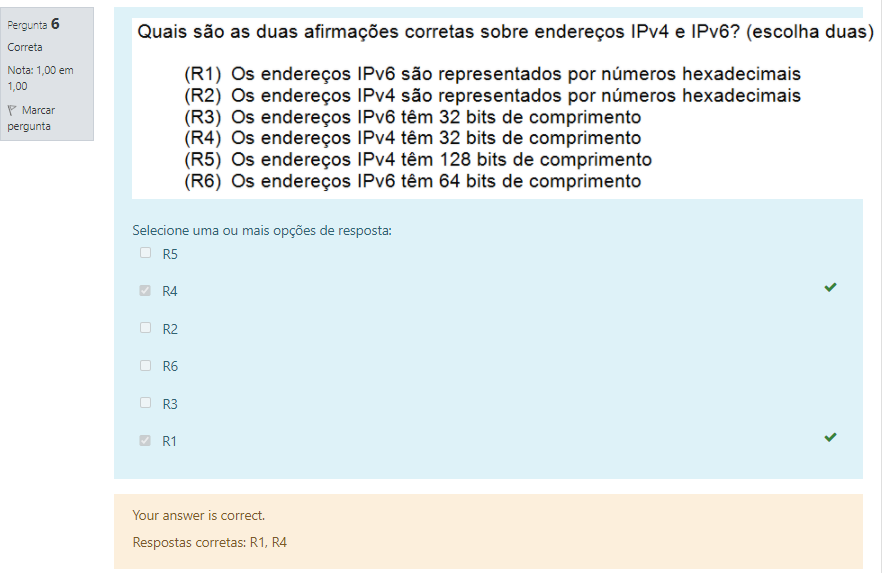 Pergunta 6
Correta
Nota: 1,00 em
1,00
Marcar
pergunta
Quais são as duas afirmações corretas sobre endereços IPv4 e IPv6? (escolha duas)
(R1) Os endereços IPv6 são representados por números hexadecimais
(R2) Os endereços IPv4 são representados por números hexadecimais
(R3) Os endereços IPv6 têm 32 bits de comprimento
(R4) Os endereços IPv4 têm 32 bits de comprimento
(R5) Os endereços IPv4 têm 128 bits de comprimento
(R6) Os endereços IPv6 têm 64 bits de comprimento
Selecione uma ou mais opções de resposta:
R5
R4
R2
R6
R3
R1
Your answer is correct.
Respostas corretas: R1, R4